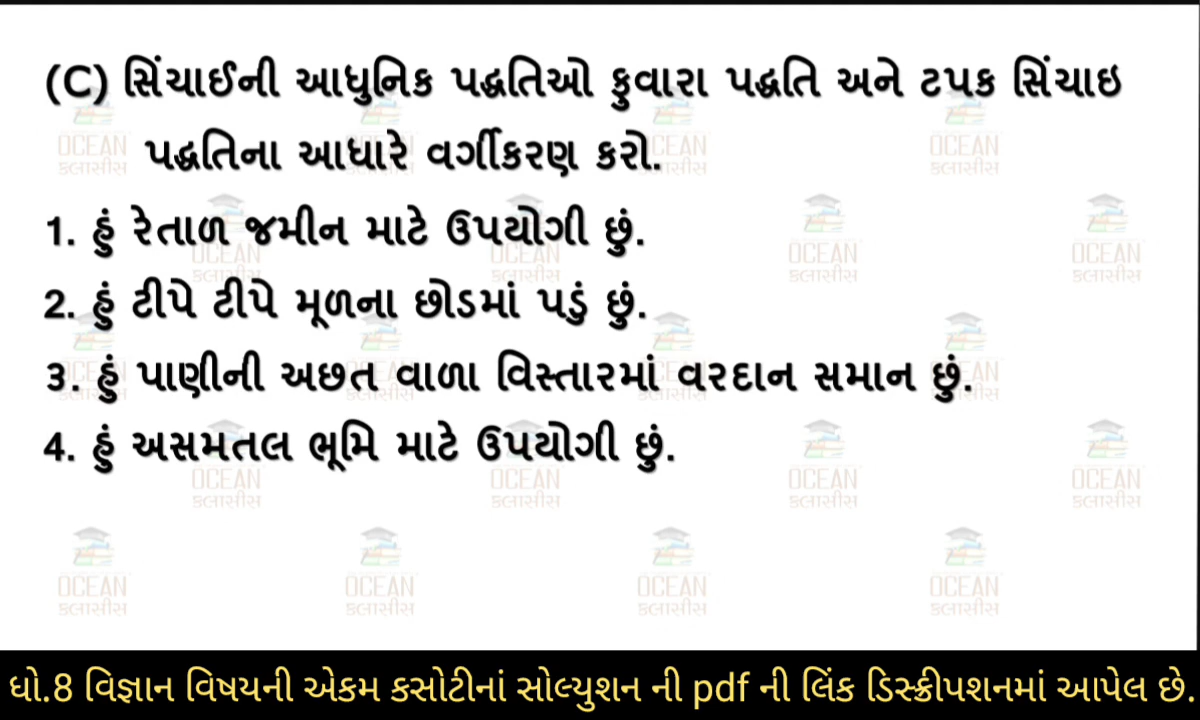 (C) સિંચાઈની આધુનિક પદ્ધતિઓ ફુવારા પદ્ધતિ અને ટપક સિંચાઇ
પદ્ધતિના આધારે વર્ગીકરણ કરો.
1. હું રેતાળ જમીન માટે ઉપયોગી છું.
2. હું ટીપે ટીપે મૂળના છોડમાં પડું છું.
3. હું પાણીની અછત વાળા વિસ્તારમાં વરદાન સમાન છું.
4. હું અસમતલ ભૂમિ માટે ઉપયોગી છું.
OCEAN
ક્લાસીસ
ધો.8 વિજ્ઞાન વિષયની એકમ કસોટીનાં સોલ્યુશન ની pdf ની લિંક ડિસ્ક્રીપશનમાં આપેલ છે.